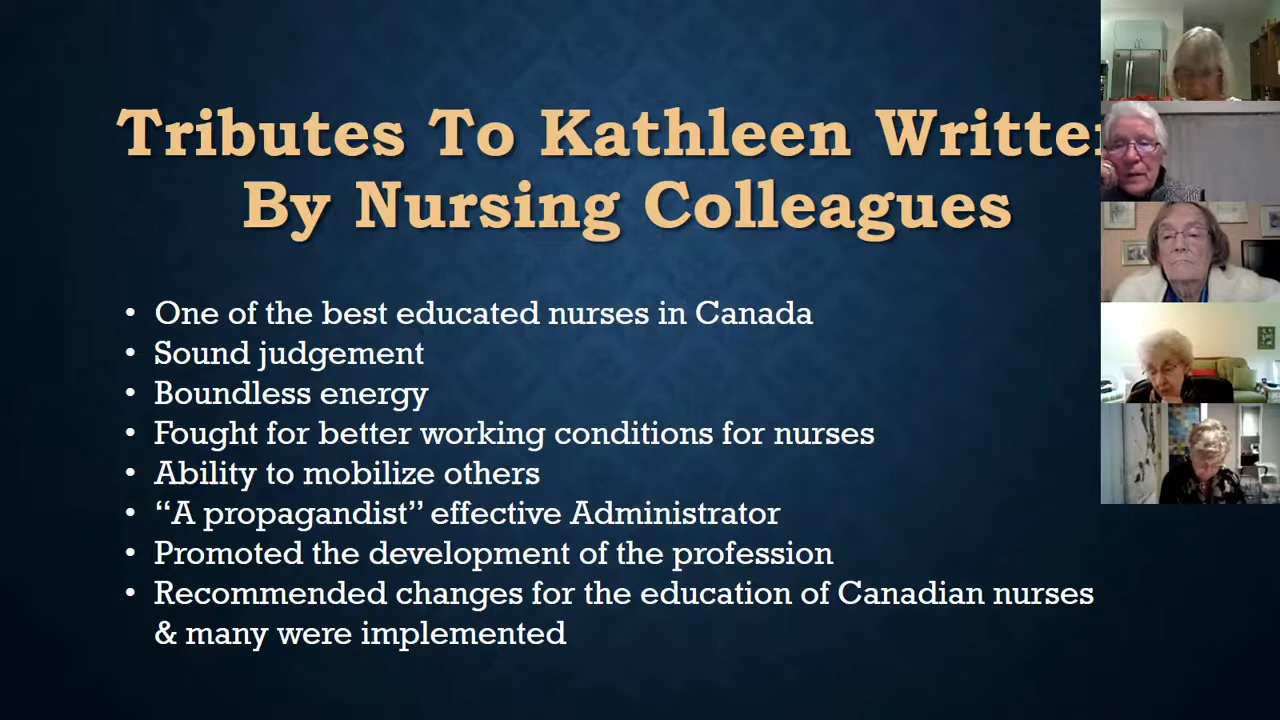 Tributes To Kathleen Writte
By Nursing Colleagues
• One of the best educated nurses in Canada
• Sound judgement
• Boundless energy
• Fought for better working conditions for nurses
• Ability to mobilize others
• “A propagandist” effective Administrator
• Promoted the development of the profession
• Recommended changes for the education of Canadian nurses
& many were implemented